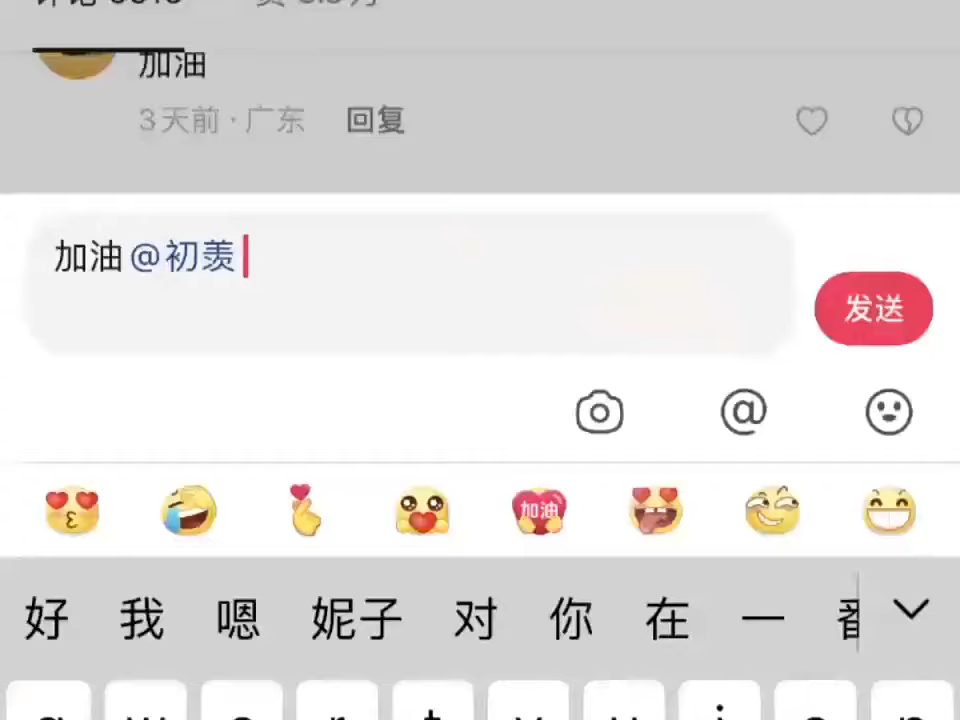 加油
3天前·广东 回复
加油@初羡
发送
加油
好 我 嗯 妮子 对 你 在 一